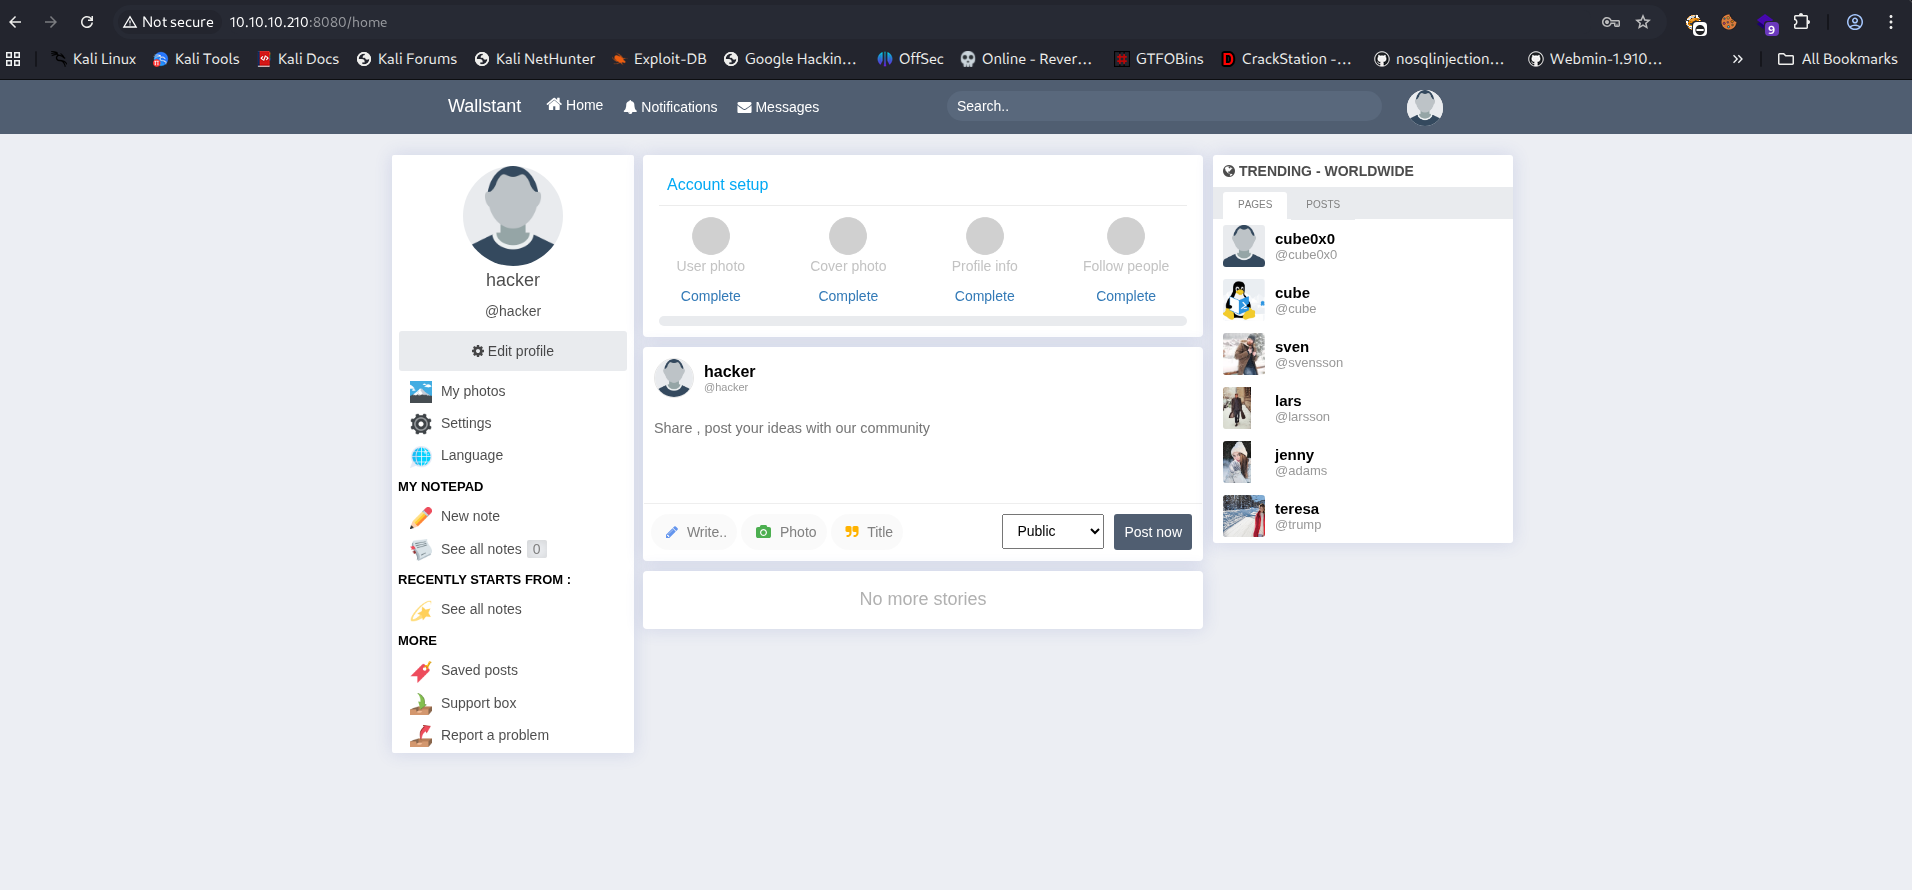 Not secure 10.10.10.210:8080/home
9
Kali Linux Kali Tools Kali Docs Kali Forums Kali NetHunter Exploit-DB Google Hackin... OffSec Online - Rever... GTFOBins CrackStation -... nosqlinjection... Webmin-1.910... » All Bookmarks
Wallstant Home Notifications Messages Search..
hacker
@hacker
Edit profile
My photos
Settings
Language
MY NOTEPAD
New note
See all notes 0
RECENTLY STARTS FROM :
See all notes
MORE
Saved posts
Support box
Report a problem
Account setup
User photo Cover photo Profile info Follow people
Complete Complete Complete Complete
hacker
@hacker
Share , post your ideas with our community
Write.. Photo Title Public Post now
No more stories
TRENDING - WORLDWIDE
PAGES POSTS
cube0x0
@cube0x0
cube
@cube
sven
@svensson
lars
@larsson
jenny
@adams
teresa
@trump